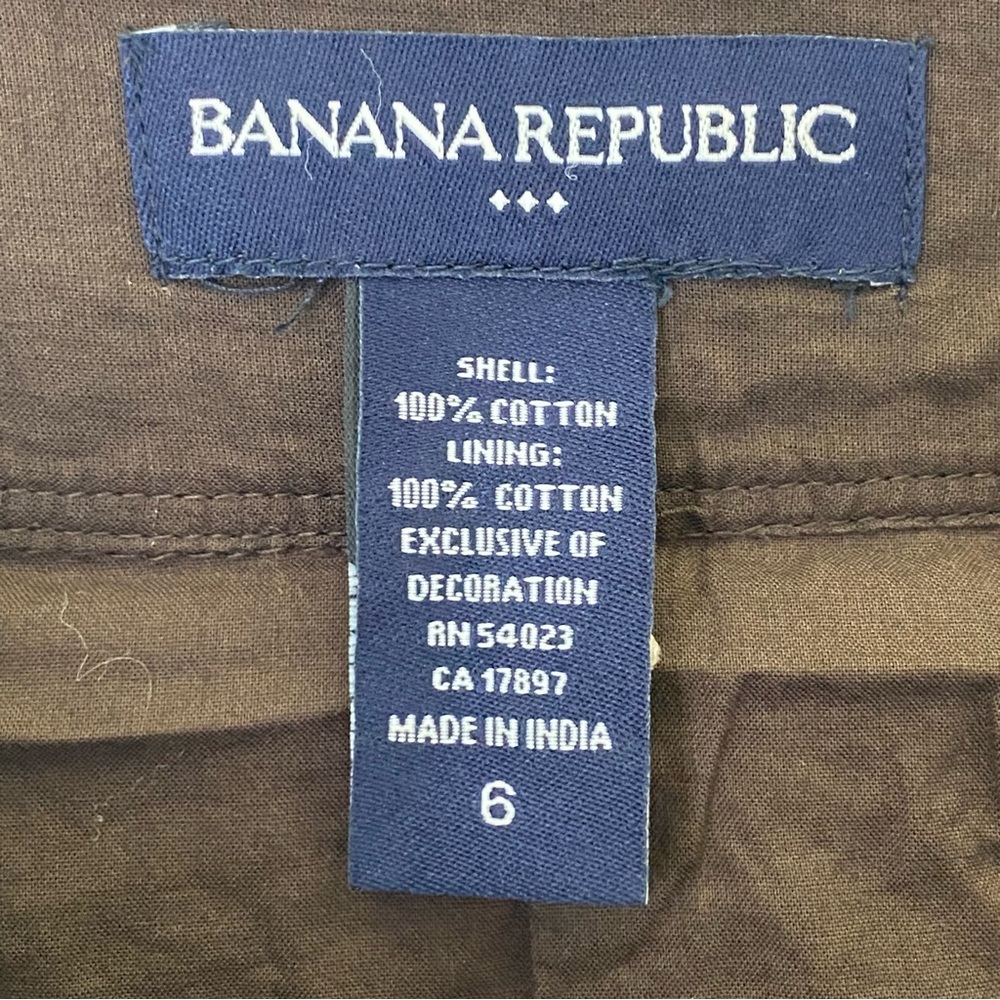 BANANA REPUBLIC
SHELL:
100% COTTON
LINING:
100% COTTON
EXCLUSIVE OF
DECORATION
RN 54023
CA 17897
MADE IN INDIA
6